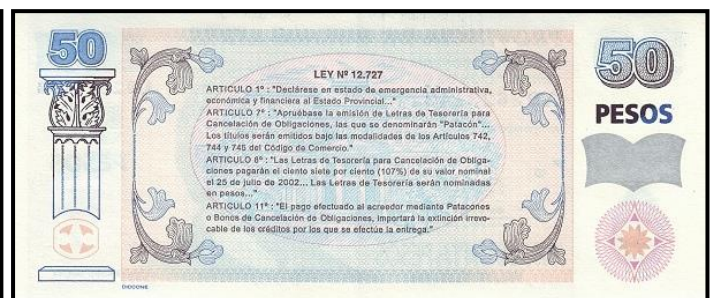 50
50
PESOS
LEY Nº 12.727
ARTICULO 1º : "Declárese en estado de emergencia administrativa,
económica y financiera al Estado Provincial..."
ARTICULO 7º : "Apruébase la emisión de Letras de Tesorería para
Cancelación de Obligaciones, las que se denominarán "Patacón"...
Los títulos serán emitidos bajo las modalidades de los Artículos 742,
744 y 745 del Código de Comercio."
ARTICULO 8º : "Las Letras de Tesorería para Cancelación de Obliga-
ciones pagarán el ciento siete por ciento (107%) de su valor nominal
el 25 de julio de 2002... Las Letras de Tesorería serán nominadas
en pesos..."
ARTICULO 11º : "El pago efectuado al acreedor mediante Patacones
o Bonos de Cancelación de Obligaciones, importará la extinción irrevo-
cable de los créditos por los que se efectúe la entrega."
CICCONE